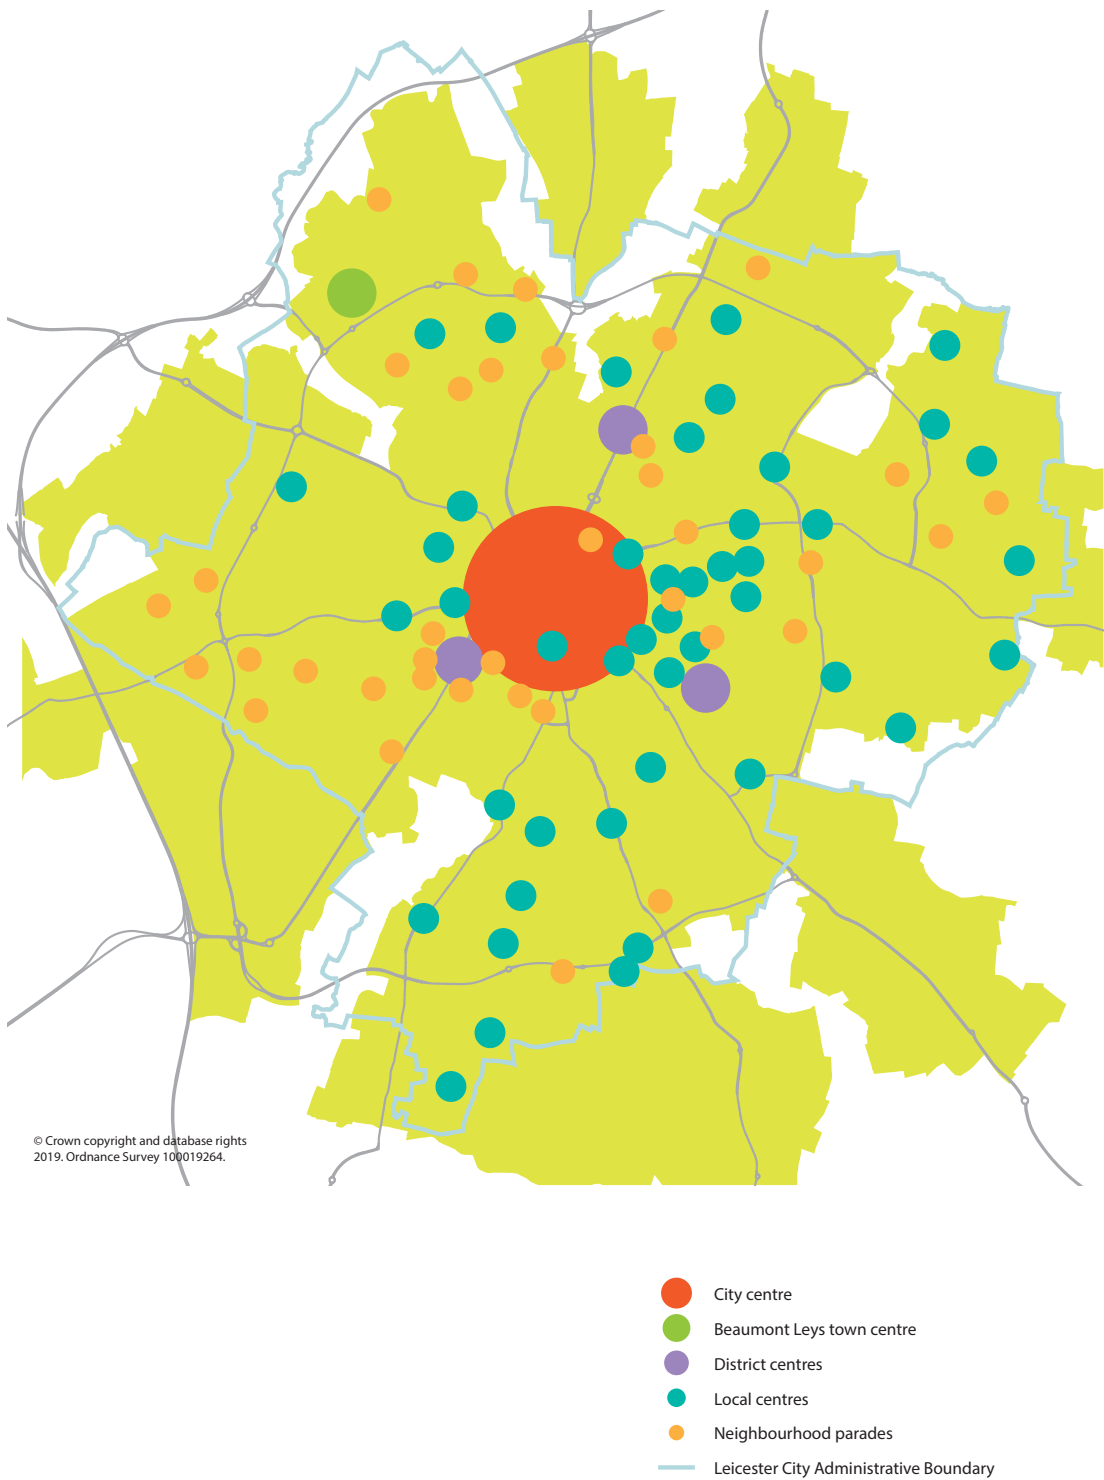 © Crown copyright and database rights
2019. Ordnance Survey 100019264.
City centre
Beaumont Leys town centre
District centres
Local centres
Neighbourhood parades
Leicester City Administrative Boundary